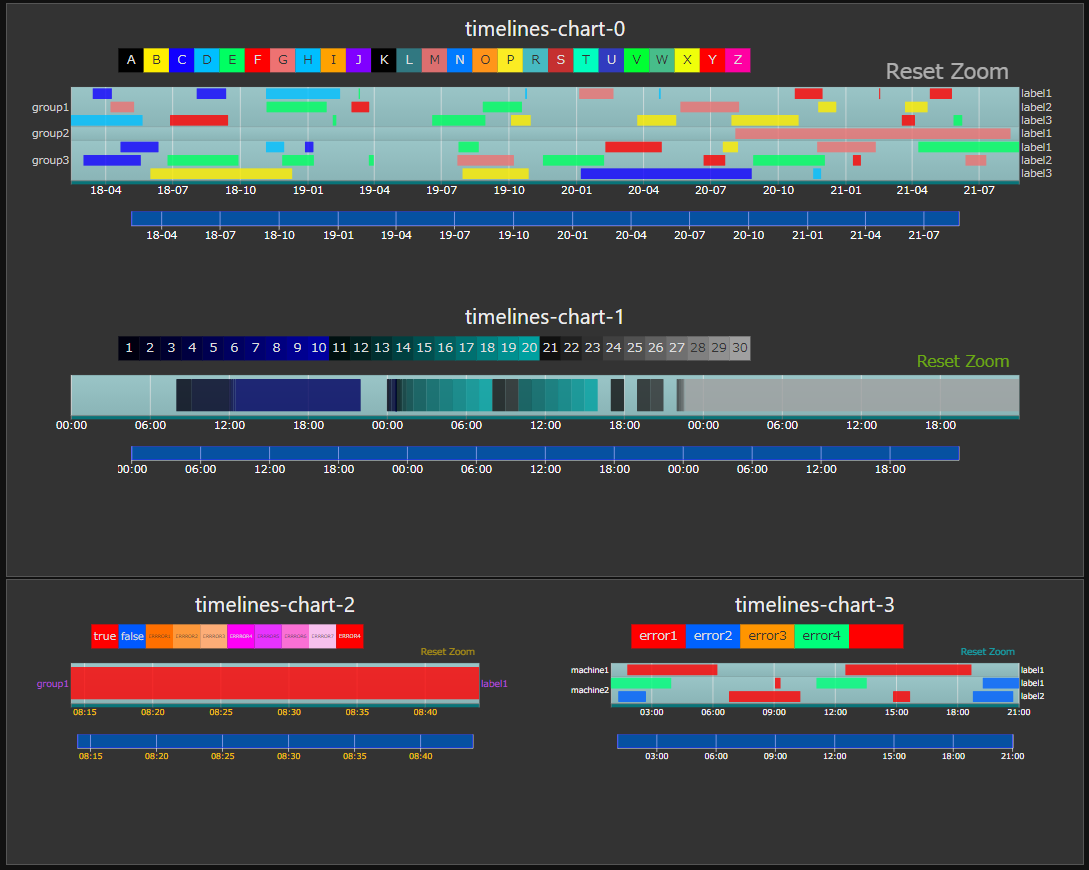 timelines-chart-0
A B C D E F G H I J K L M N O P R S T U V W X Y Z
Reset Zoom
label1
group1 label2
label3
group2 label1
label1
group3 label2
label3
18-04 18-07 18-10 19-01 19-04 19-07 19-10 20-01 20-04 20-07 20-10 21-01 21-04 21-07
18-04 18-07 18-10 19-01 19-04 19-07 19-10 20-01 20-04 20-07 20-10 21-01 21-04 21-07
timelines-chart-1
1 2 3 4 5 6 7 8 9 10 11 12 13 14 15 16 17 18 19 20 21 22 23 24 25 26 27 28 29 30
Reset Zoom
00:00 06:00 12:00 18:00 00:00 06:00 12:00 18:00 00:00 06:00 12:00 18:00
00:00 06:00 12:00 18:00 00:00 06:00 12:00 18:00 00:00 06:00 12:00 18:00
timelines-chart-2
true false ERROR1 ERROR2 ERROR3 ERROR4 ERROR5 ERROR6 ERROR7 ERROR4
Reset Zoom
group1 label1
08:15 08:20 08:25 08:30 08:35 08:40
08:15 08:20 08:25 08:30 08:35 08:40
timelines-chart-3
error1 error2 error3 error4
Reset Zoom
machine1 label1
label1
machine2
label2
03:00 06:00 09:00 12:00 15:00 18:00 21:00
03:00 06:00 09:00 12:00 15:00 18:00 21:00